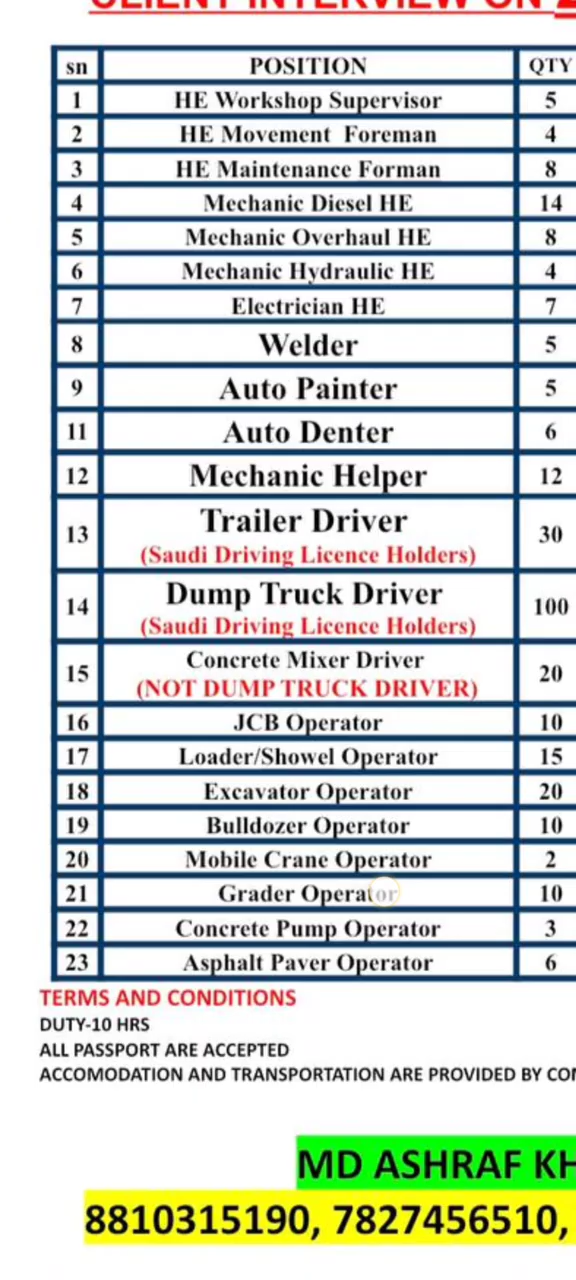 CLIENT INTERVIEW ON
sn POSITION QTY
1 HE Workshop Supervisor 5
2 HE Movement Foreman 4
3 HE Maintenance Forman 8
4 Mechanic Diesel HE 14
5 Mechanic Overhaul HE 8
6 Mechanic Hydraulic HE 4
7 Electrician HE 7
8 Welder 5
9 Auto Painter 5
11 Auto Denter 6
12 Mechanic Helper 12
13 Trailer Driver 30
(Saudi Driving Licence Holders)
14 Dump Truck Driver 100
(Saudi Driving Licence Holders)
15 Concrete Mixer Driver 20
(NOT DUMP TRUCK DRIVER)
16 JCB Operator 10
17 Loader/Showel Operator 15
18 Excavator Operator 20
19 Bulldozer Operator 10
20 Mobile Crane Operator 2
21 Grader Operator 10
22 Concrete Pump Operator 3
23 Asphalt Paver Operator 6
TERMS AND CONDITIONS
DUTY-10 HRS
ALL PASSPORT ARE ACCEPTED
ACCOMODATION AND TRANSPORTATION ARE PROVIDED BY
MD ASHRAF KH
8810315190, 7827456510,